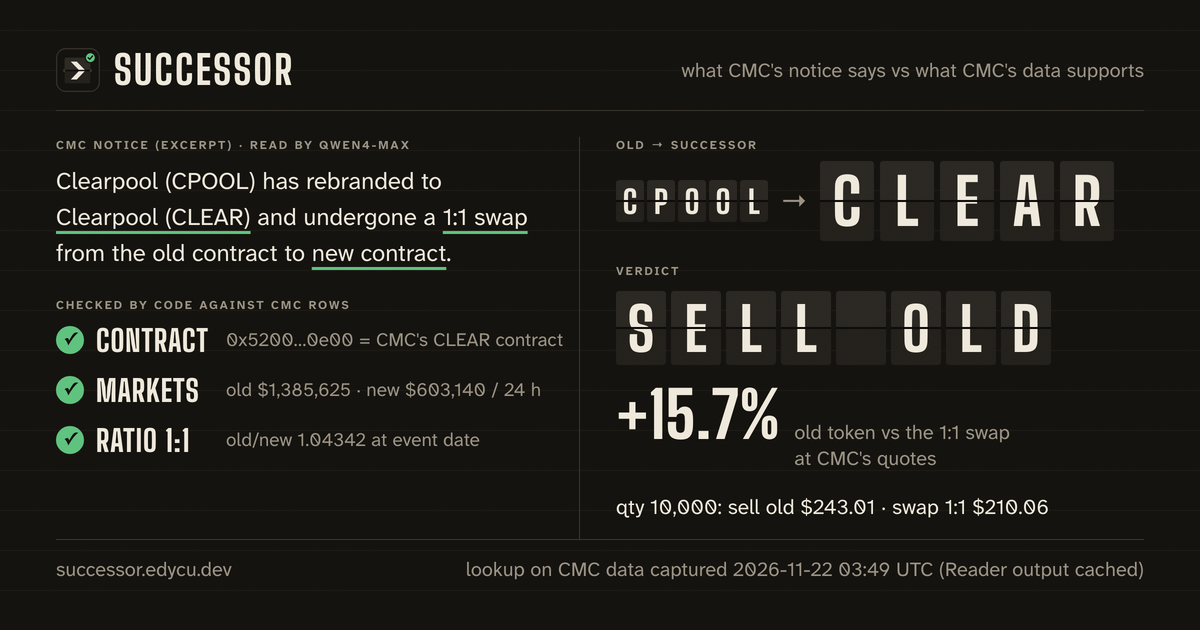 SUCCESSOR
what CMC's notice says vs what CMC's data supports
CMC NOTICE (EXCERPT) · READ BY QWEN4-MAX
Clearpool (CPOOL) has rebranded to
Clearpool (CLEAR) and undergone a 1:1 swap
from the old contract to new contract.
CHECKED BY CODE AGAINST CMC ROWS
CONTRACT 0x5200…0e00 = CMC's CLEAR contract
MARKETS old $1,385,625 · new $603,140 / 24 h
RATIO 1:1 old/new 1.04342 at event date
OLD → SUCCESSOR
CPOOL → CLEAR
VERDICT
SELL OLD
+15.7% old token vs the 1:1 swap
at CMC's quotes
qty 10,000: sell old $243.01 · swap 1:1 $210.06
successor.edycu.dev
lookup on CMC data captured 2026-11-22 03:49 UTC (Reader output cached)